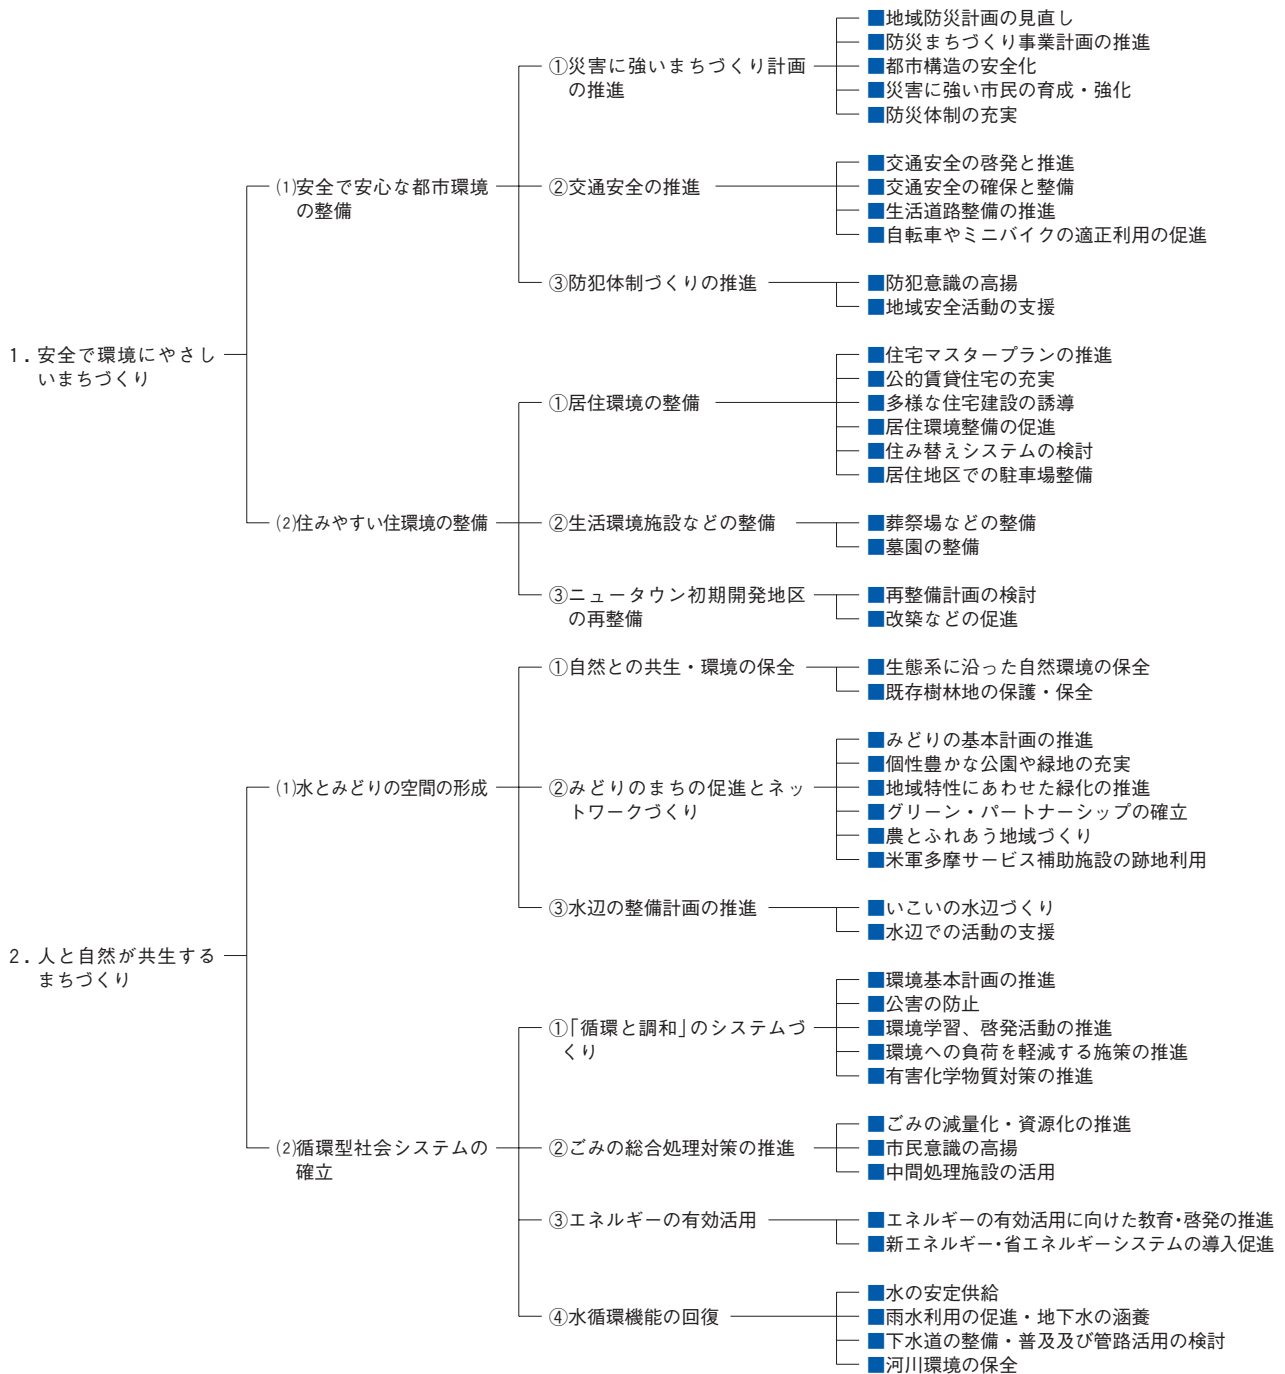 1．安全で環境にやさし
いまちづくり
⑴安全で安心な都市環境
の整備
①災害に強いまちづくり計画
の推進
■地域防災計画の見直し
■防災まちづくり事業計画の推進
■都市構造の安全化
■災害に強い市民の育成・強化
■防災体制の充実
②交通安全の推進
■交通安全の啓発と推進
■交通安全の確保と整備
■生活道路整備の推進
■自転車やミニバイクの適正利用の促進
③防犯体制づくりの推進
■防犯意識の高揚
■地域安全活動の支援
⑵住みやすい住環境の整備
①居住環境の整備
■住宅マスタープランの推進
■公的賃貸住宅の充実
■多様な住宅建設の誘導
■居住環境整備の促進
■住み替えシステムの検討
■居住地区での駐車場整備
②生活環境施設などの整備
■葬祭場などの整備
■墓園の整備
③ニュータウン初期開発地区
の再整備
■再整備計画の検討
■改築などの促進
2．人と自然が共生する
まちづくり
⑴水とみどりの空間の形成
①自然との共生・環境の保全
■生態系に沿った自然環境の保全
■既存樹林地の保護・保全
②みどりのまちの促進とネッ
トワークづくり
■みどりの基本計画の推進
■個性豊かな公園や緑地の充実
■地域特性にあわせた緑化の推進
■グリーン・パートナーシップの確立
■農とふれあう地域づくり
■米軍多摩サービス補助施設の跡地利用
③水辺の整備計画の推進
■いこいの水辺づくり
■水辺での活動の支援
⑵循環型社会システムの
確立
①「循環と調和」のシステムづ
くり
■環境基本計画の推進
■公害の防止
■環境学習、啓発活動の推進
■環境への負荷を軽減する施策の推進
■有害化学物質対策の推進
②ごみの総合処理対策の推進
■ごみの減量化・資源化の推進
■市民意識の高揚
■中間処理施設の活用
③エネルギーの有効活用
■エネルギーの有効活用に向けた教育・啓発の推進
■新エネルギー・省エネルギーシステムの導入促進
④水循環機能の回復
■水の安定供給
■雨水利用の促進・地下水の涵養
■下水道の整備・普及及び管路活用の検討
■河川環境の保全